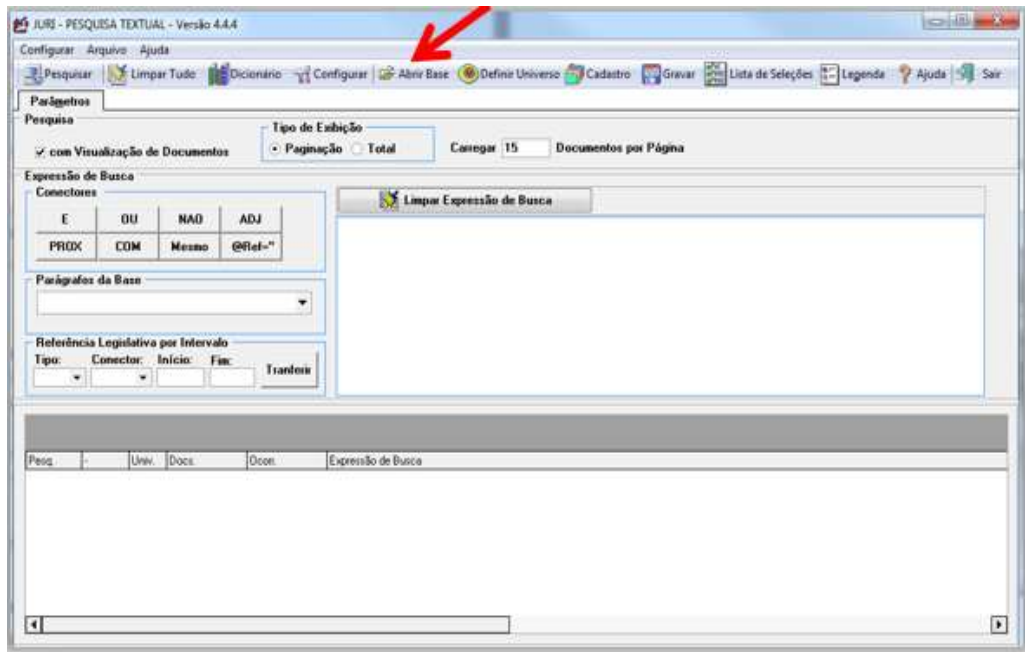 JURI - PESQUISA TEXTUAL - Versão 4.4.4
Configurar Arquivo Ajuda
Pesquisar Limpar Tudo Dicionário Configurar Abrir Base Definir Universo Cadastro Gravar Lista de Seleções Legenda Ajuda Sair
Parâmetros
Pesquisa
Tipo de Exibição
com Visualização de Documentos Paginação Total Carregar 15 Documentos por Página
Expressão de Busca
Conectores
Limpar Expressão de Busca
E OU NAO ADJ
PROX COM Mesmo @Ref="
Parágrafos da Base
Referência Legislativa por Intervalo
Tipo: Conector: Início: Fim:
Tranferir
Pesq. - Univ. Docs. Ocorr. Expressão de Busca